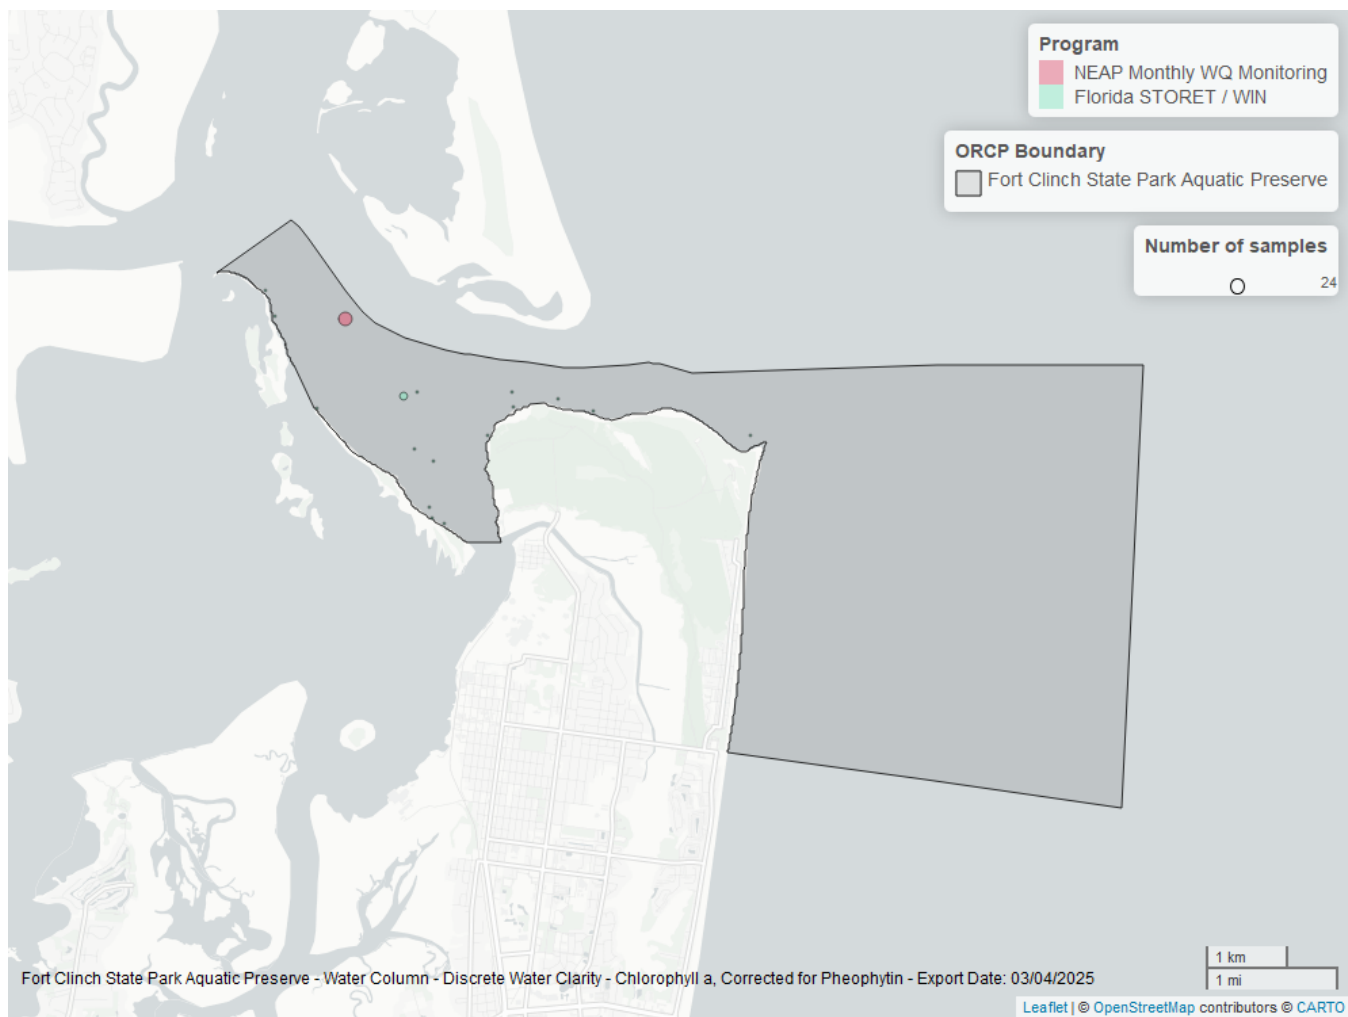 Program
NEAP Monthly WQ Monitoring
Florida STORET / WIN
ORCP Boundary
Fort Clinch State Park Aquatic Preserve
Number of samples
24
1 km
1 mi
Fort Clinch State Park Aquatic Preserve - Water Column - Discrete Water Clarity - Chlorophyll a, Corrected for Pheophytin - Export Date: 03/04/2025
Leaflet | © OpenStreetMap contributors © CARTO